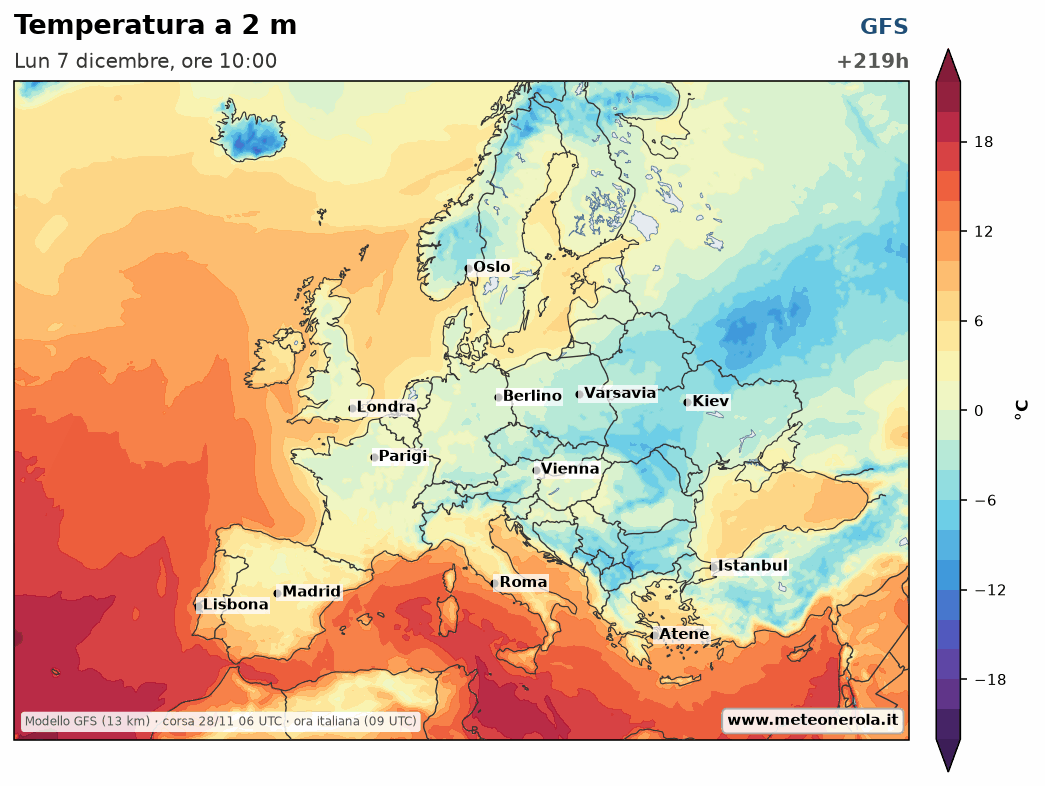 Temperatura a 2 m
GFS
Lun 7 dicembre, ore 10:00
+219h
18
12
6
0
−6
−12
−18
°C
Oslo
Berlino
Varsavia
Kiev
Londra
Parigi
Vienna
Istanbul
Roma
Madrid
Lisbona
Atene
Modello GFS (13 km) · corsa 28/11 06 UTC · ora italiana (09 UTC)
www.meteonerola.it